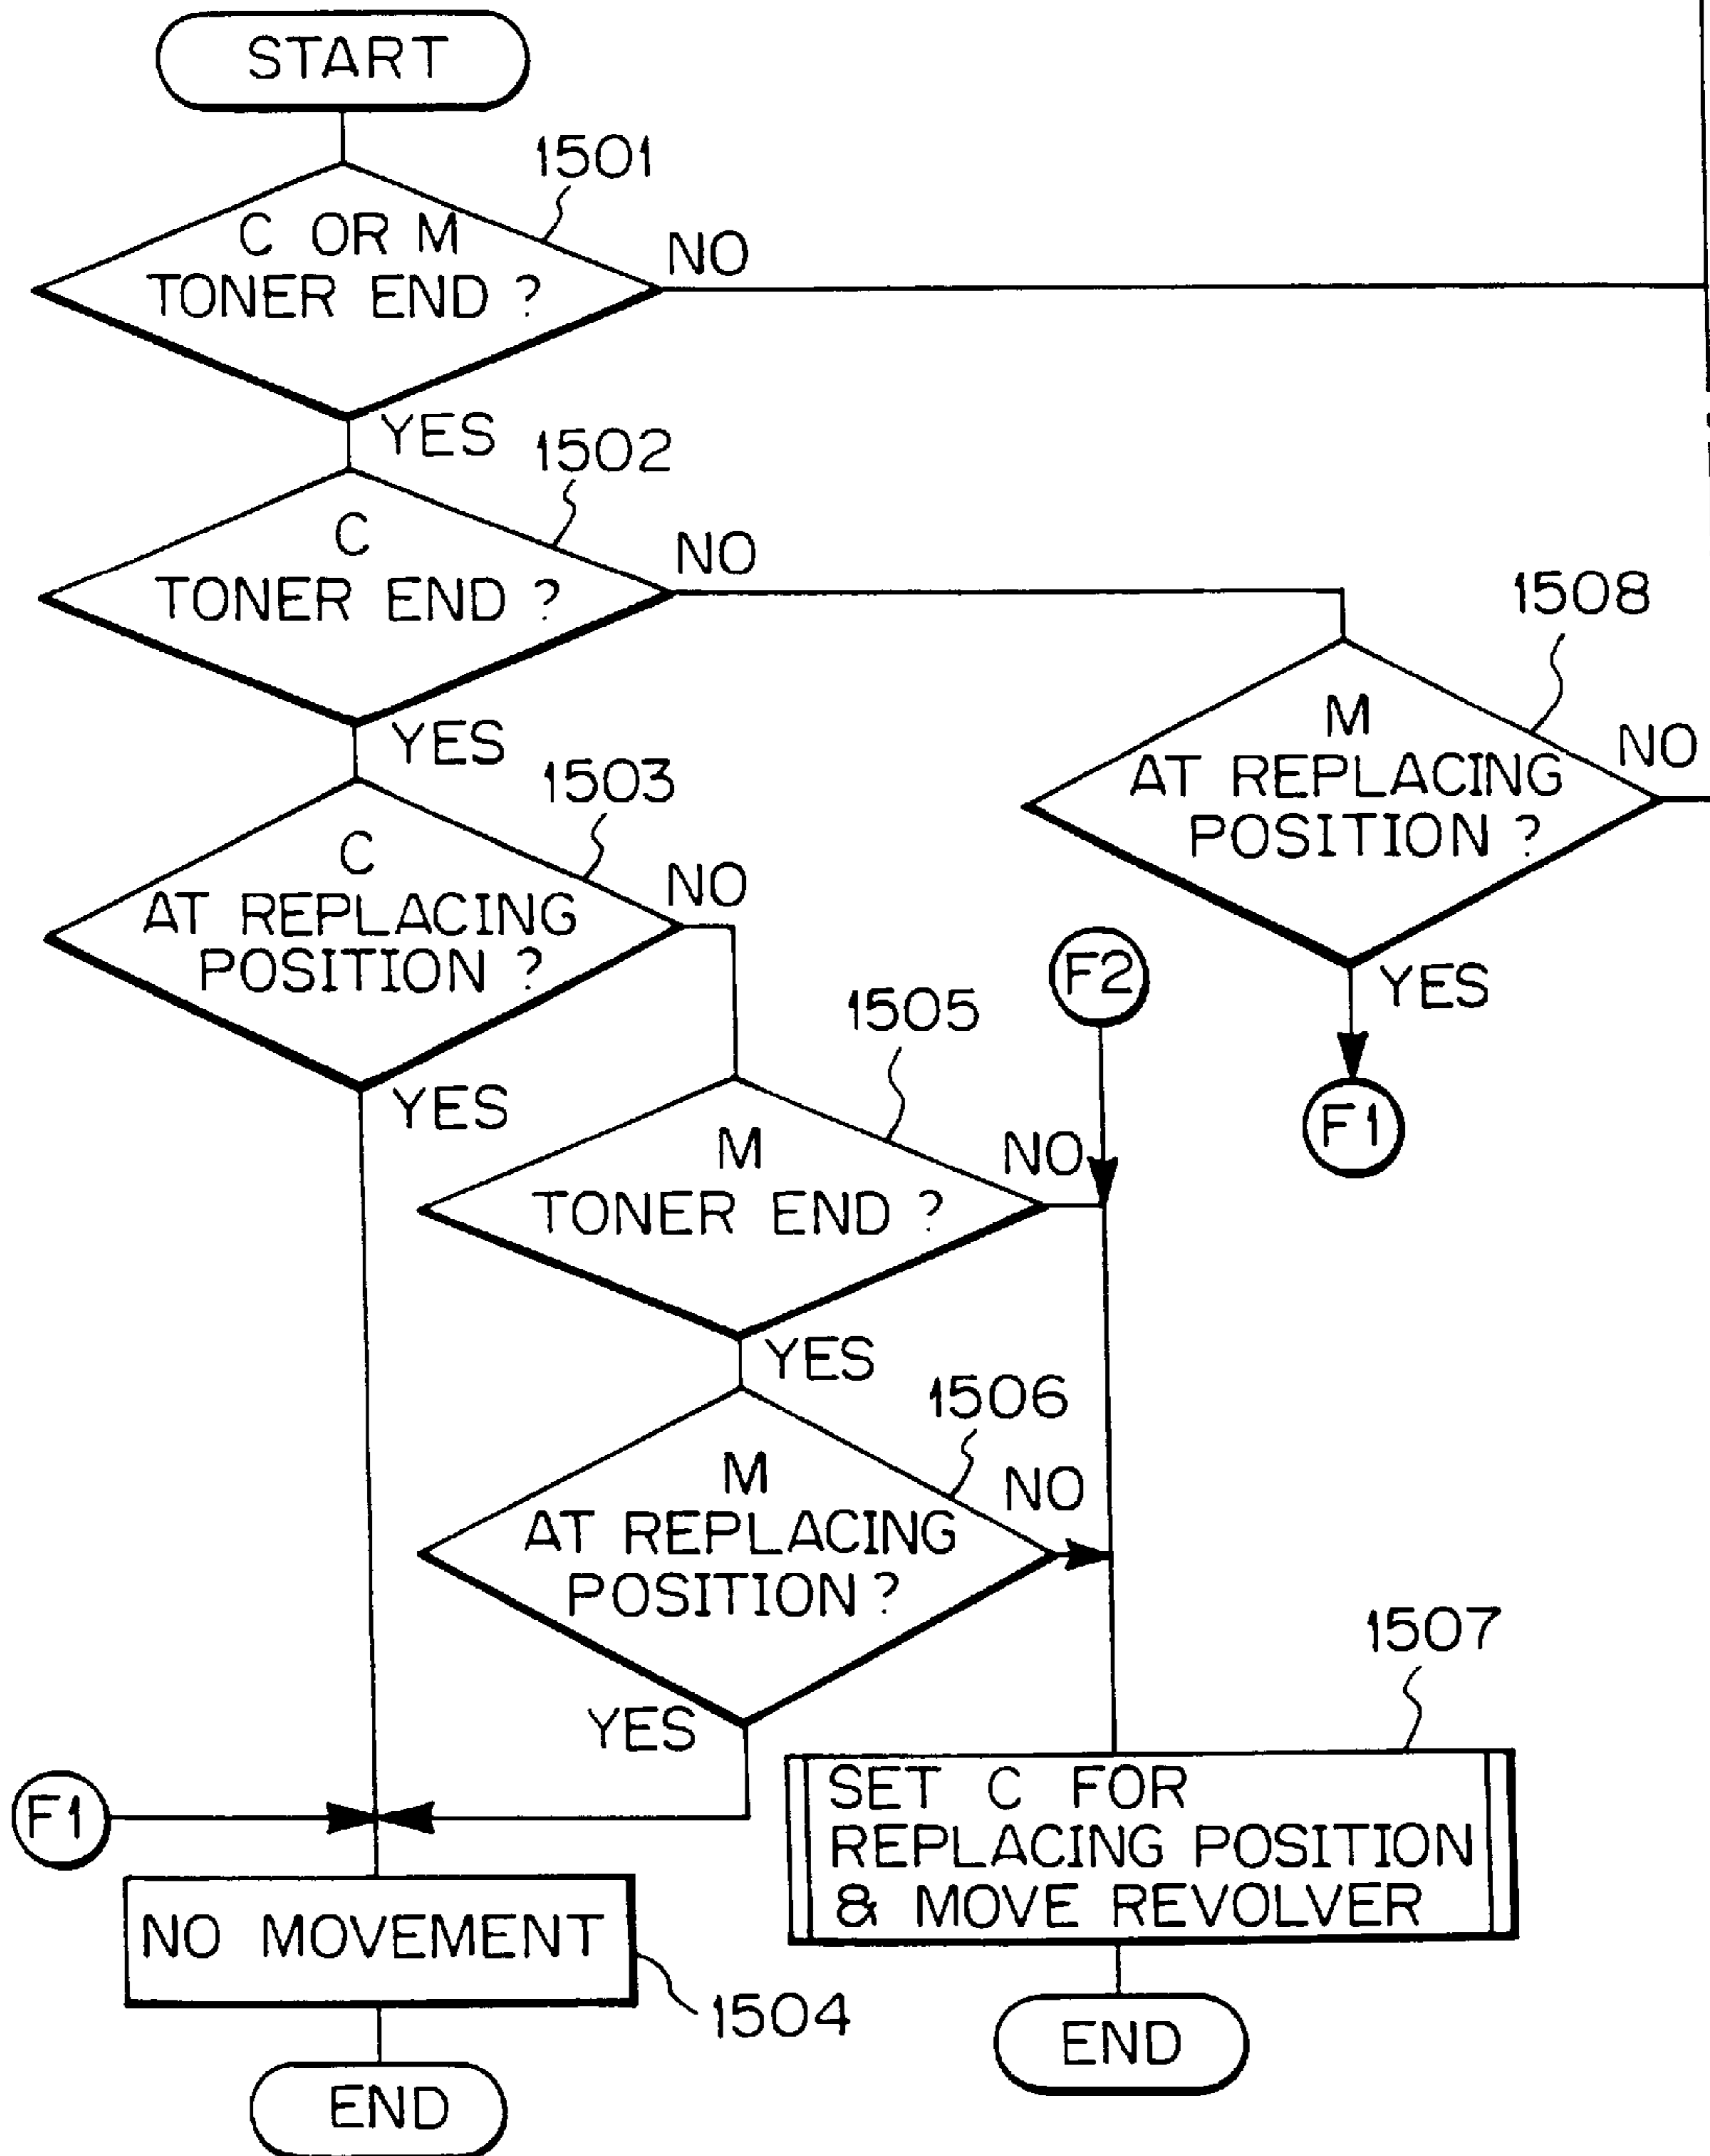 START
1501
C OR M
TONER END ?
NO
YES
1502
C
TONER END ?
NO
YES
1508
M
AT REPLACING
POSITION ?
NO
YES
F1
1503
C
AT REPLACING
POSITION ?
NO
YES
F2
1505
M
TONER END ?
NO
YES
1506
M
AT REPLACING
POSITION ?
NO
YES
1507
SET C FOR
REPLACING POSITION
& MOVE REVOLVER
END
F1
NO MOVEMENT
1504
END